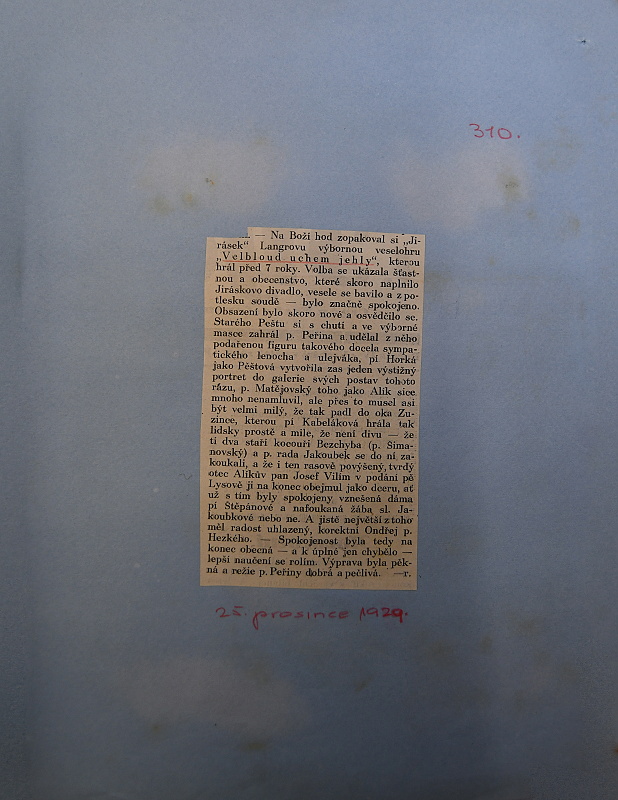 310.
— Na Boží hod zopakoval si „Ji-
rásek" Langrovu výbornou veselohru
„Velbloud uchem jehly", kterou
hrál před 7 roky. Volba se ukázala šťast-
nou a obecenstvo, které skoro naplnilo
Jiráskovo divadlo, vesele se bavilo a z po-
tlesku soudě — bylo značně spokojeno.
Obsazení bylo skoro nové a osvědčilo se.
Starého Peštu si s chutí a ve výborné
masce zahrál p. Peřina a udělal z něho
podařenou figuru takového docela sympa-
tického lenocha a ulejváka, pí Horká
jako Pěštová vytvořila zas jeden výstižný
portret do galerie svých postav tohoto
rázu, p. Matějovský toho jako Alík sice
mnoho nenamluvil, ale přes to musel asi
být velmi milý, že tak padl do oka Zu-
zince, kterou pí Kabeláková hrála tak
lidsky prostě a mile, že není divu — že
ti dva staří kocouři Bezchyba (p. Sima-
novský) a p. rada Jakoubek se do ní za-
koukali, a že i ten rasově povýšený, tvrdý
otec Alíkův pan Josef Vilím v podání pě
Lysově ji na konec obejmul jako dceru, ať
už s tím byly spokojeny vznešená dáma
pí Štěpánové a nafoukaná žába sl. Ja-
koubkové nebo ne. A jistě největší z toho
měl radost uhlazený, korektní Ondřej p.
Hezkého. — Spokojenost byla tedy na
konec obecná — a k úplné jen chybělo —
lepší naučení se rolím. Výprava byla pěk-
ná a režie p. Peřiny dobrá a pečlivá. —r.
25. prosince 1929.